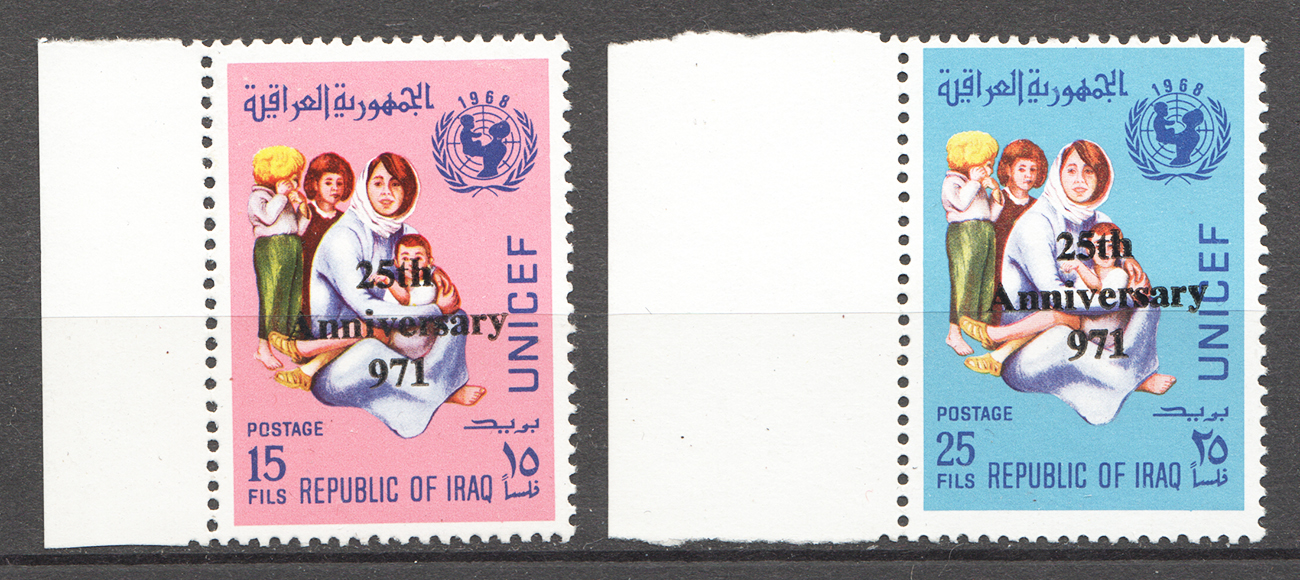 الجمهورية العراقية
1968
UNICEF
25th
Anniversary
971
POSTAGE
بريد
15
١٥
FILS
REPUBLIC OF IRAQ
فلساً
الجمهورية العراقية
1968
UNICEF
25th
Anniversary
971
POSTAGE
بريد
25
٢٥
FILS
REPUBLIC OF IRAQ
فلساً